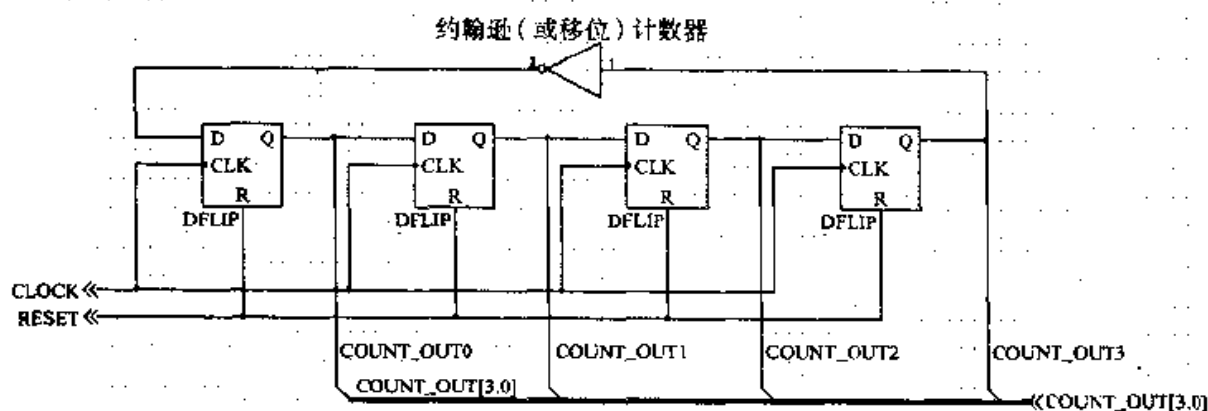 约翰逊(或移位)计数器
1 1
D Q D Q D Q D Q
CLK CLK CLK CLK
R R R R
DFLIP DFLIP DFLIP DFLIP
CLOCK
RESET
COUNT_OUT0 COUNT_OUT1 COUNT_OUT2 COUNT_OUT3
COUNT_OUT[3.0]
COUNT_OUT[3.0]